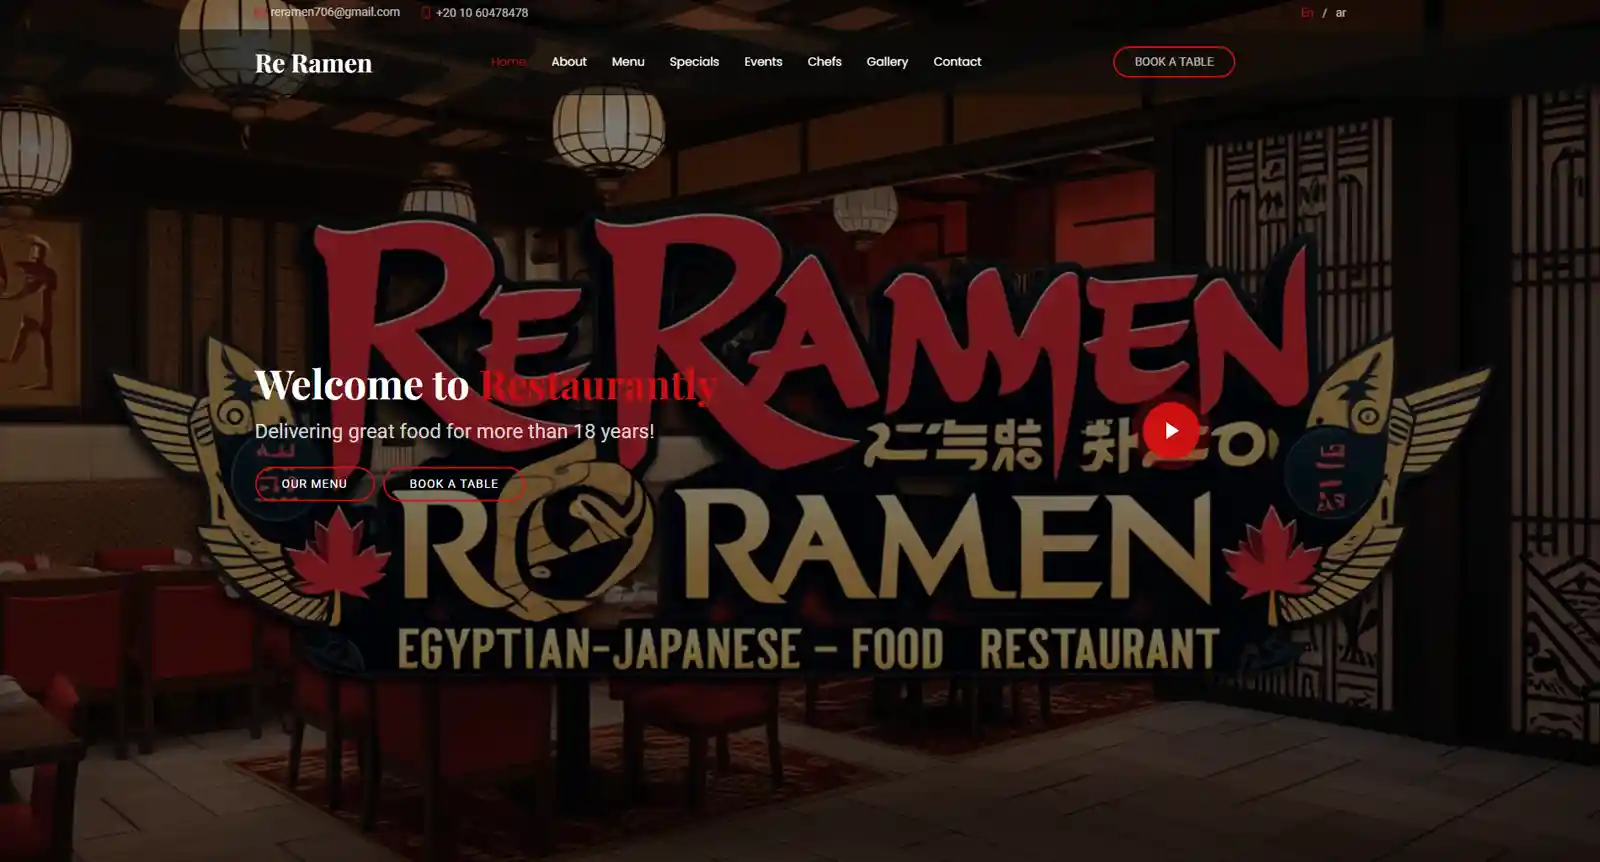 reramen706@gmail.com +20 10 60478478 En / ar
Re Ramen Home About Menu Specials Events Chefs Gallery Contact BOOK A TABLE
RERAMEN
Welcome to Restaurantly
Delivering great food for more than 18 years!
OUR MENU BOOK A TABLE
RO RAMEN
EGYPTIAN-JAPANESE – FOOD RESTAURANT